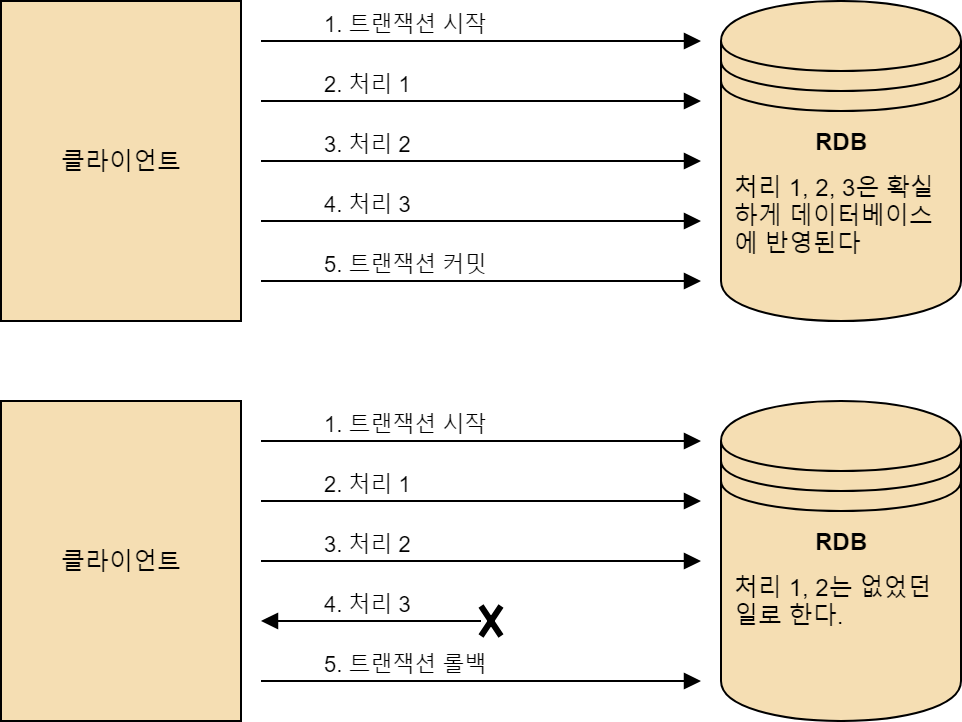 클라이언트
1. 트랜잭션 시작
2. 처리 1
3. 처리 2
4. 처리 3
5. 트랜잭션 커밋
RDB
처리 1, 2, 3은 확실
하게 데이터베이스
에 반영된다
클라이언트
1. 트랜잭션 시작
2. 처리 1
3. 처리 2
4. 처리 3
5. 트랜잭션 롤백
RDB
처리 1, 2는 없었던
일로 한다.